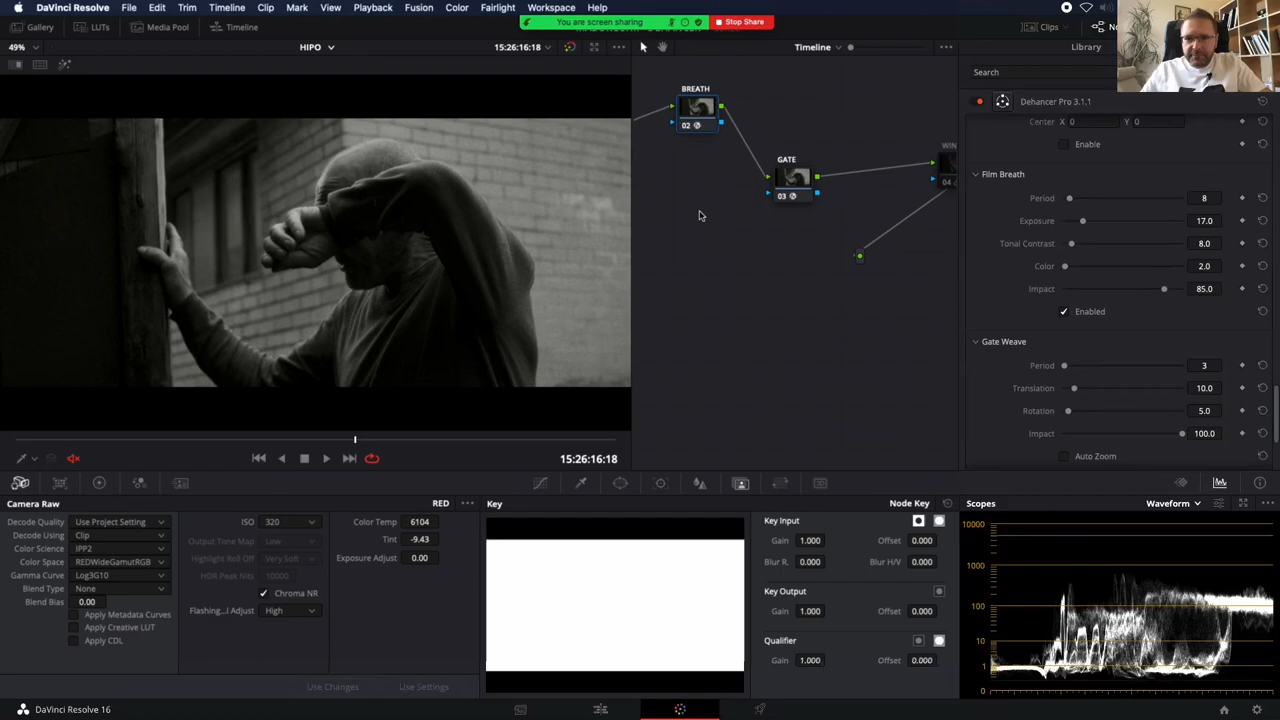 DaVinci Resolve File Edit Trim Timeline Clip Mark View Playback Fusion Color Fairlight Workspace Help
Gallery LUTs Media Pool Timeline
You are screen sharing Stop Share
Clips
49% HIPO 15:26:16:18
Timeline
Library
Search
Dehancer Pro 3.1.1
Center X 0 Y 0
Enable
Film Breath
Period 8
Exposure 17.0
Tonal Contrast 8.0
Color 2.0
Impact 85.0
Enabled
Gate Weave
Period 3
Translation 10.0
Rotation 5.0
Impact 100.0
Auto Zoom
BREATH
02
GATE
03
WIN
04
15:26:16:18
Camera Raw
RED
Decode Quality Use Project Setting
Decode Using Clip
Color Science IPP2
Color Space REDWideGamutRGB
Gamma Curve Log3G10
Blend Type None
Blend Bias 0.00
Apply Metadata Curves
Apply Creative LUT
Apply CDL
ISO 320
Output Tone Map Low
Highlight Roll Off Very Soft
HDR Peak Nits 10000
Chroma NR
Flashing...l Adjust High
Color Temp 6104
Tint -9.43
Exposure Adjust 0.00
Use Changes
Use Settings
Key
Node Key
Key Input
Gain 1.000 Offset 0.000
Blur R. 0.000 Blur H/V 0.000
Key Output
Gain 1.000 Offset 0.000
Qualifier
Gain 1.000 Offset 0.000
Scopes
Waveform
10000
1000
100
10
1
0
DaVinci Resolve 16